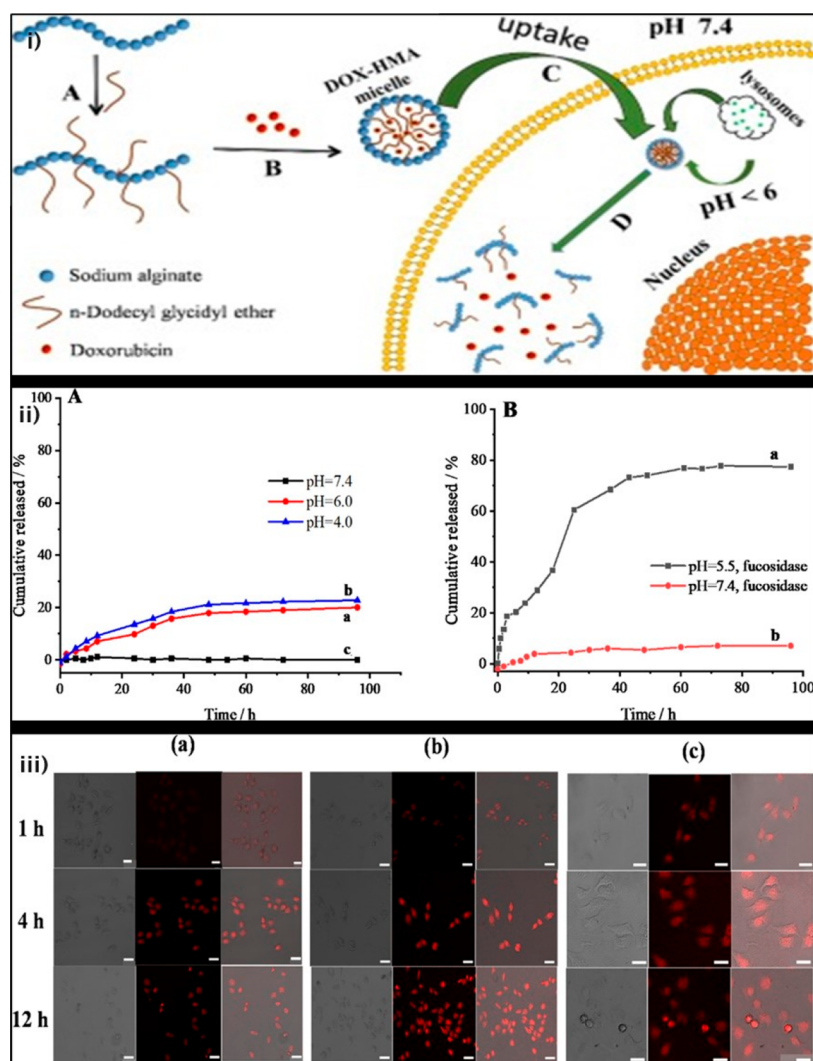 i)
uptake
pH 7.4
A
C
DOX-HMA
micelle
lysosomes
B
pH < 6
D
Sodium alginate
n-Dodecyl glycidyl ether
Doxorubicin
Nucleus
ii)
A
Cumulative released / %
80
60
40
20
0
pH=7.4
pH=6.0
pH=4.0
b
a
c
0 20 40 60 80 100
Time / h
B
Cumulative released / %
80
60
40
20
0
a
pH=5.5, fucosidase
pH=7.4, fucosidase
b
0 20 40 60 80 100
Time / h
iii)
(a) (b) (c)
1 h
4 h
12 h